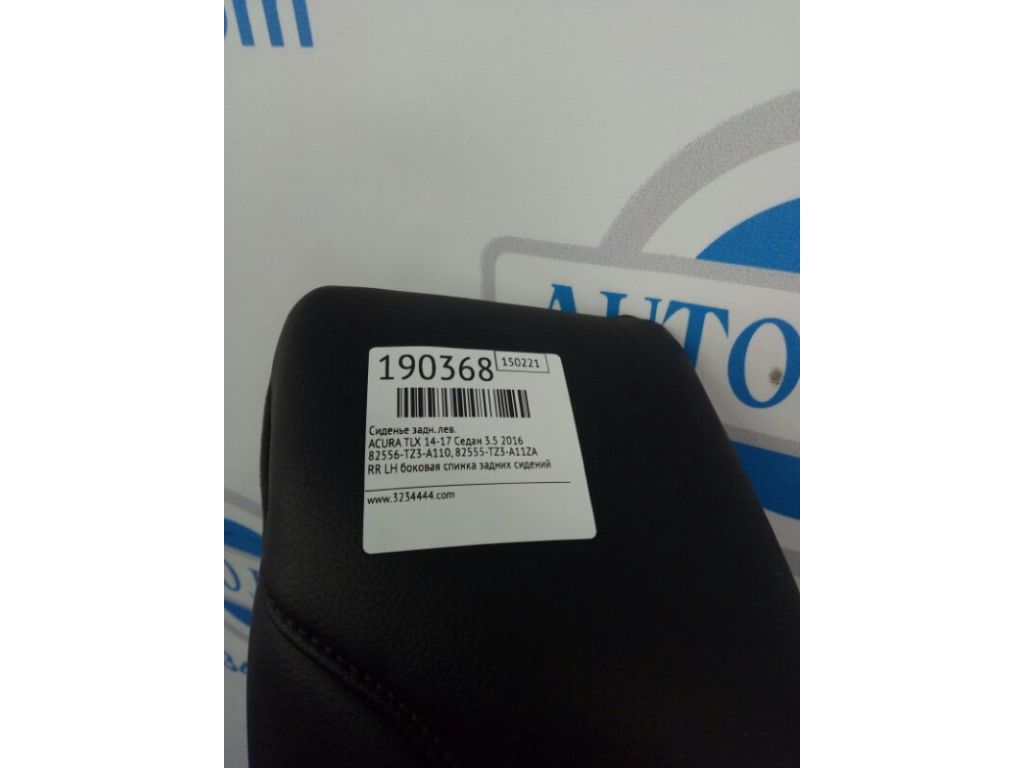 om
AUTO
190368
150221
Сиденье задн. лев.
ACURA TLX 14-17 Седан 3.5 2016
82556-TZ3-A110, 82555-TZ3-A11ZA
RR LH боковая спинка задних сидений
www.3234444.com